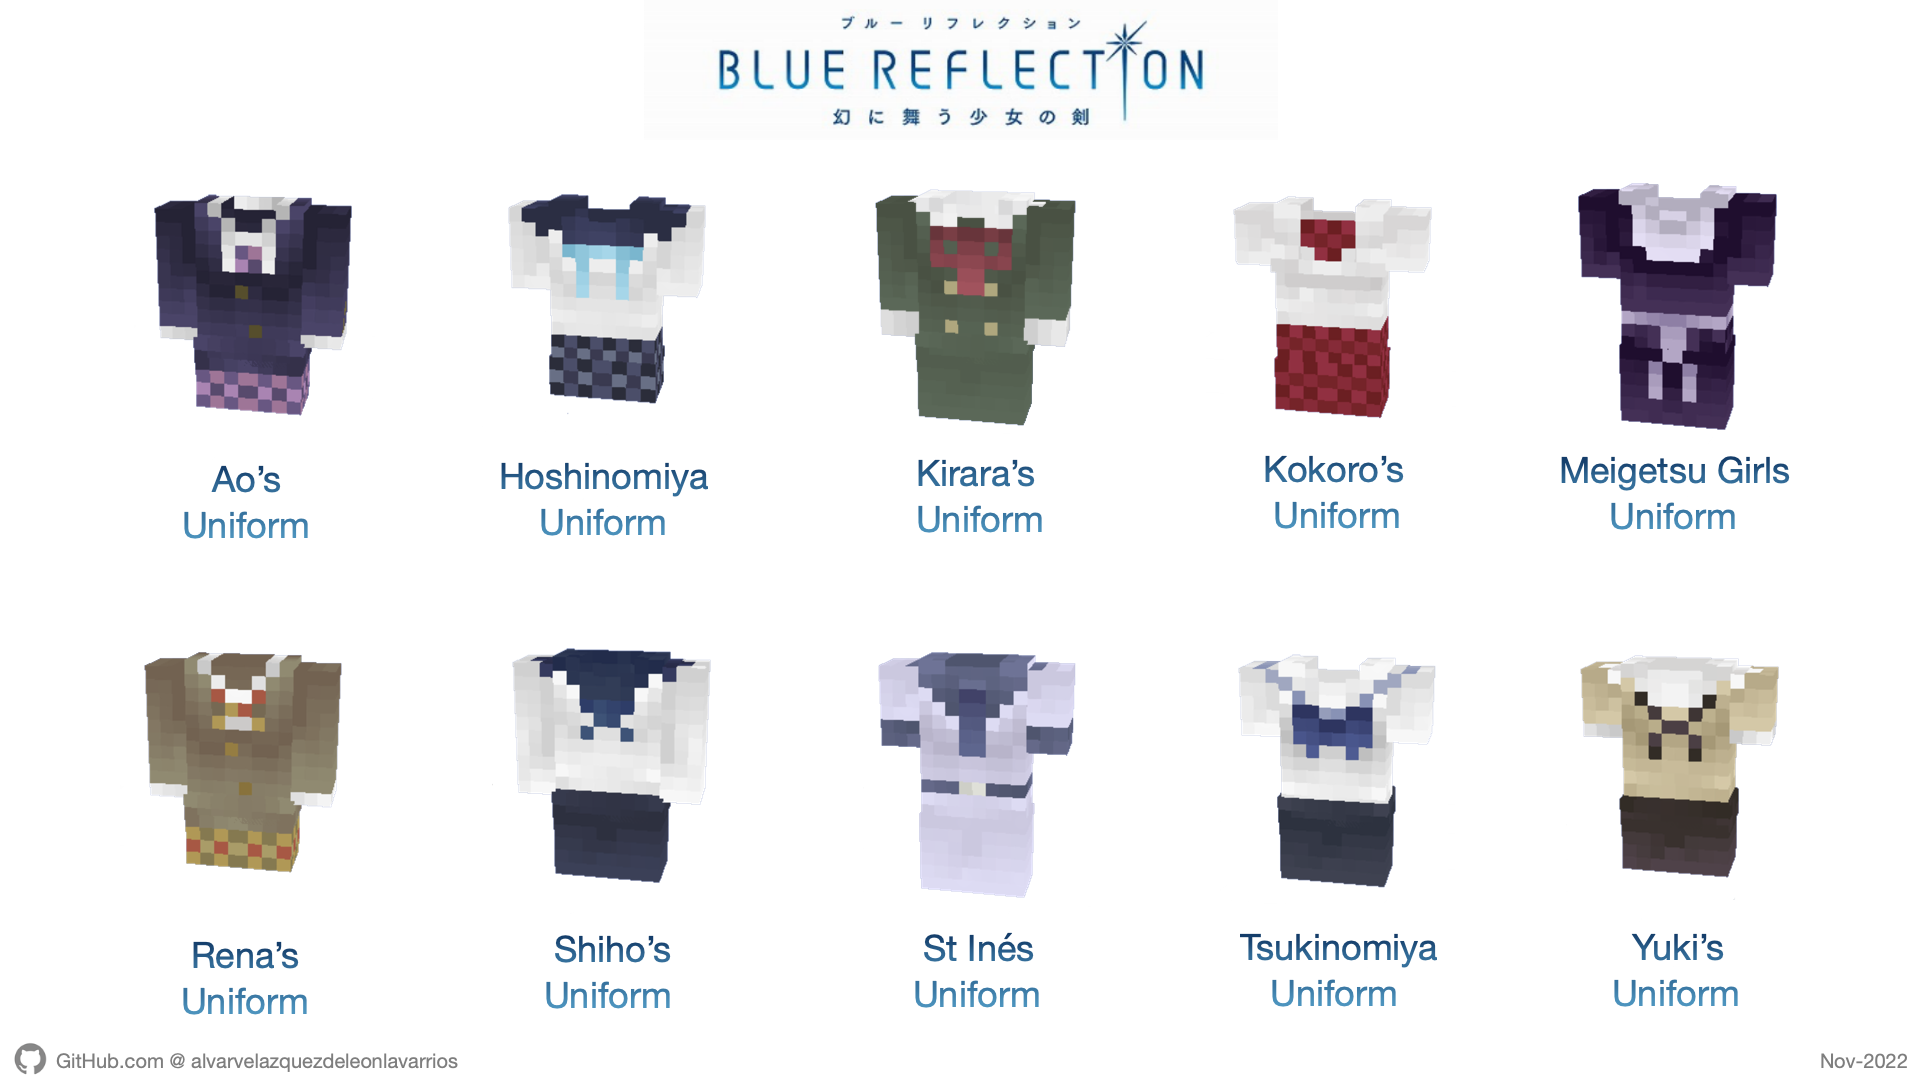 ブルーリフレクション
BLUE REFLECTION
幻に舞う少女の剣
Ao’s
Uniform
Hoshinomiya
Uniform
Kirara’s
Uniform
Kokoro’s
Uniform
Meigetsu Girls
Uniform
Rena’s
Uniform
Shiho’s
Uniform
St Inés
Uniform
Tsukinomiya
Uniform
Yuki’s
Uniform
GitHub.com @ alvarvelazquezdeleonlavarrios
Nov-2022